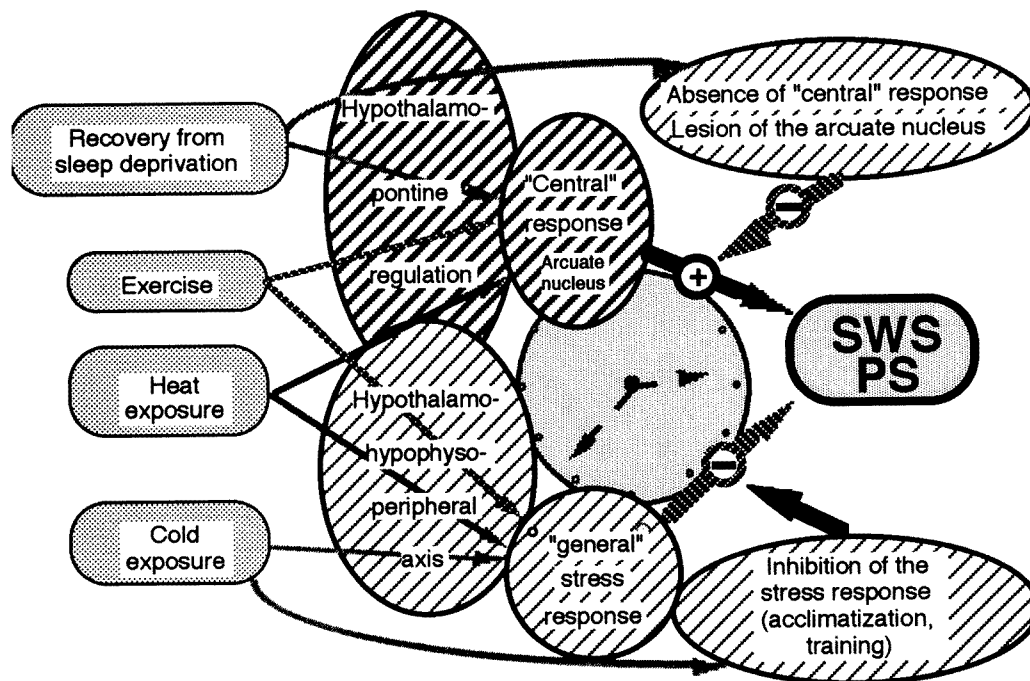 Recovery from
sleep deprivation
Exercise
Heat
exposure
Cold
exposure
Hypothalamo-
pontine
regulation
"Central"
response
Arcuate
nucleus
Hypothalamo-
hypophyso-
peripheral
axis
"general"
stress
response
Absence of "central" response
Lesion of the arcuate nucleus
−
+
SWS
PS
−
Inhibition of the
stress response
(acclimatization,
training)